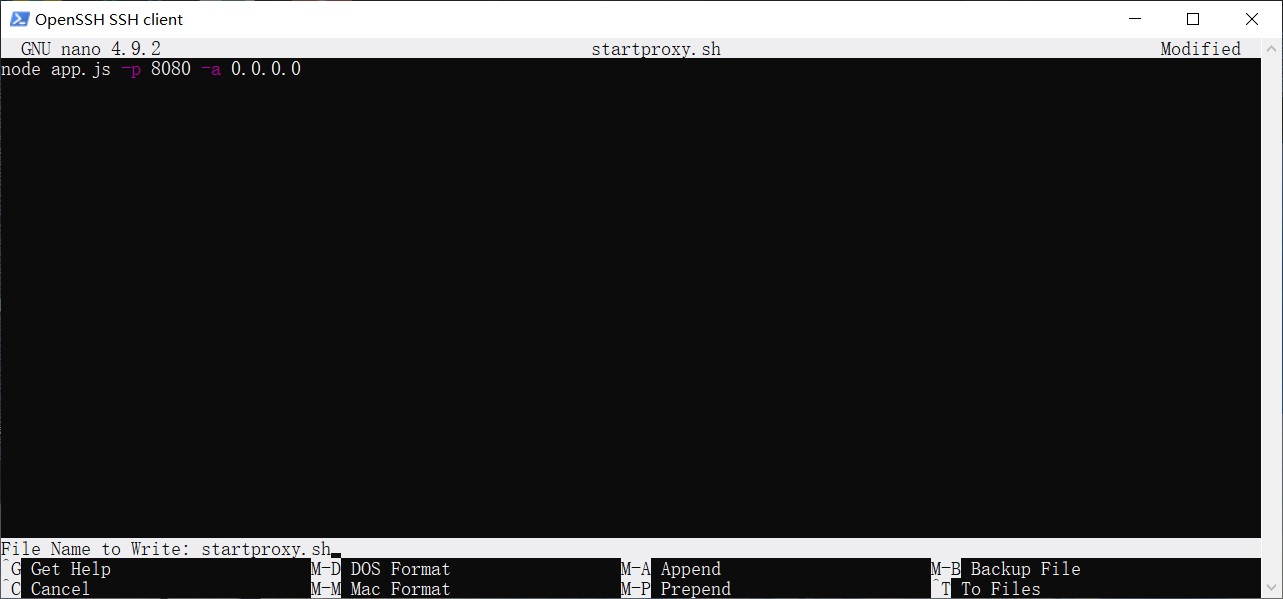 OpenSSH SSH client
GNU nano 4.9.2 startproxy.sh Modified
node app.js -p 8080 -a 0.0.0.0
File Name to Write: startproxy.sh
^G Get Help M-D DOS Format M-A Append M-B Backup File
^C Cancel M-M Mac Format M-P Prepend ^T To Files